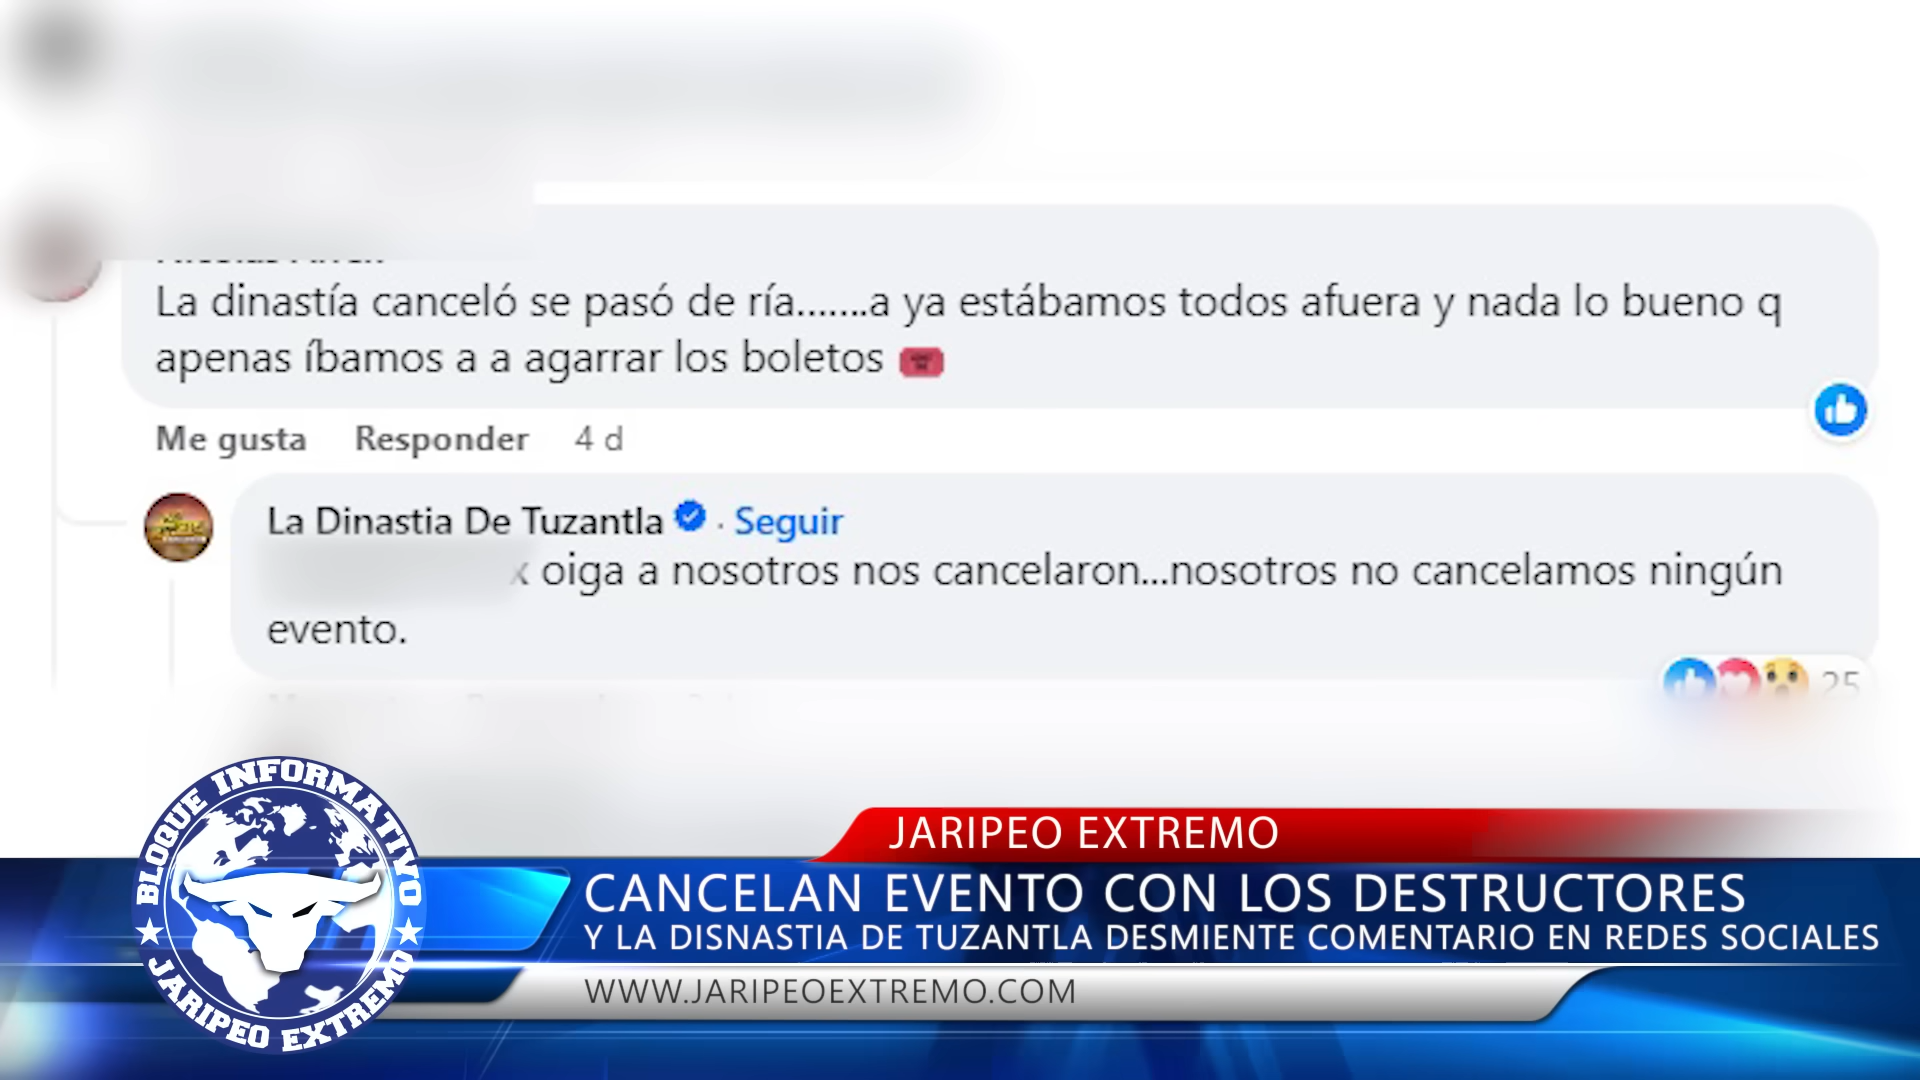 La dinastía canceló se pasó de ría.......a ya estábamos todos afuera y nada lo bueno q
apenas íbamos a a agarrar los boletos
Me gusta Responder 4 d
La Dinastia De Tuzantla · Seguir
x oiga a nosotros nos cancelaron...nosotros no cancelamos ningún
evento.
25
BLOQUE INFORMATIVO
JARIPEO EXTREMO
JARIPEO EXTREMO
CANCELAN EVENTO CON LOS DESTRUCTORES
Y LA DISNASTIA DE TUZANTLA DESMIENTE COMENTARIO EN REDES SOCIALES
WWW.JARIPEOEXTREMO.COM